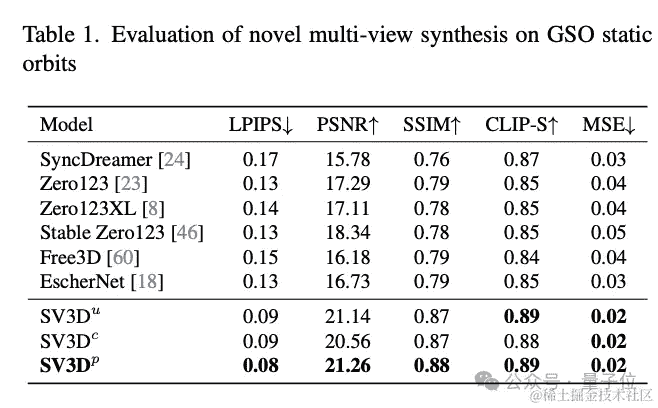 Table 1. Evaluation of novel multi-view synthesis on GSO static
orbits
Model LPIPS↓ PSNR↑ SSIM↑ CLIP-S↑ MSE↓
SyncDreamer [24] 0.17 15.78 0.76 0.87 0.03
Zero123 [23] 0.13 17.29 0.79 0.85 0.04
Zero123XL [8] 0.14 17.11 0.78 0.85 0.04
Stable Zero123 [46] 0.13 18.34 0.78 0.85 0.05
Free3D [60] 0.15 16.18 0.79 0.84 0.04
EscherNet [18] 0.13 16.73 0.79 0.85 0.03
SV3Dᵘ 0.09 21.14 0.87 0.89 0.02
SV3Dᶜ 0.09 20.56 0.87 0.88 0.02
SV3Dᵖ 0.08 21.26 0.88 0.89 0.02
公众号·量子位
@稀土掘金技术社区